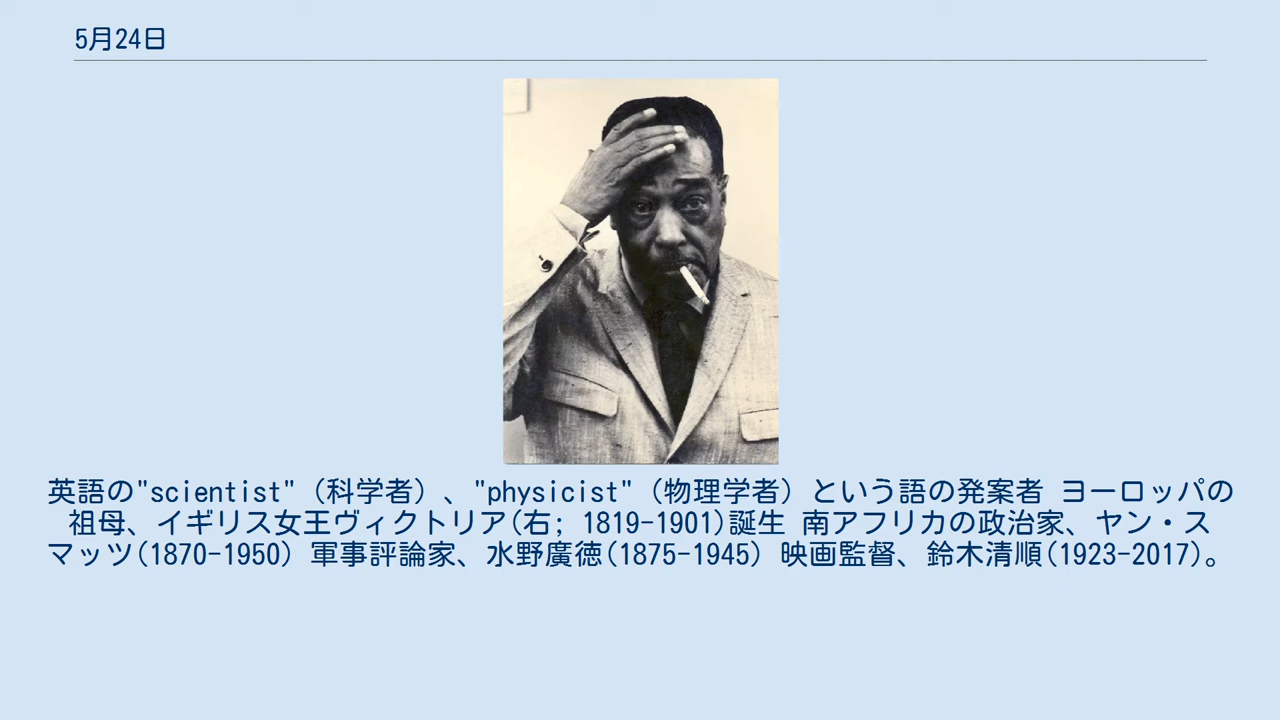 5月24日
英語の"scientist"（科学者）、"physicist"（物理学者）という語の発案者 ヨーロッパの
祖母、イギリス女王ヴィクトリア(右; 1819-1901)誕生 南アフリカの政治家、ヤン・ス
マッツ(1870-1950) 軍事評論家、水野廣徳(1875-1945) 映画監督、鈴木清順(1923-2017)。